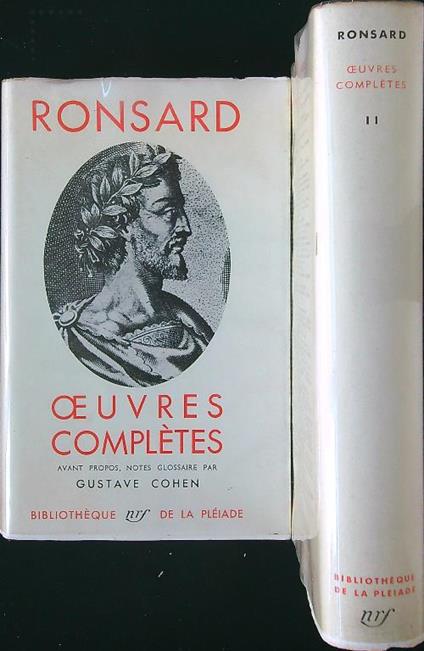 RONSARD
ŒUVRES
COMPLÈTES
AVANT PROPOS, NOTES GLOSSAIRE PAR
GUSTAVE COHEN
BIBLIOTHÈQUE nrf DE LA PLÉIADE
RONSARD
ŒUVRES
COMPLÈTES
II
BIBLIOTHÈQUE
DE LA PLÉIADE
nrf